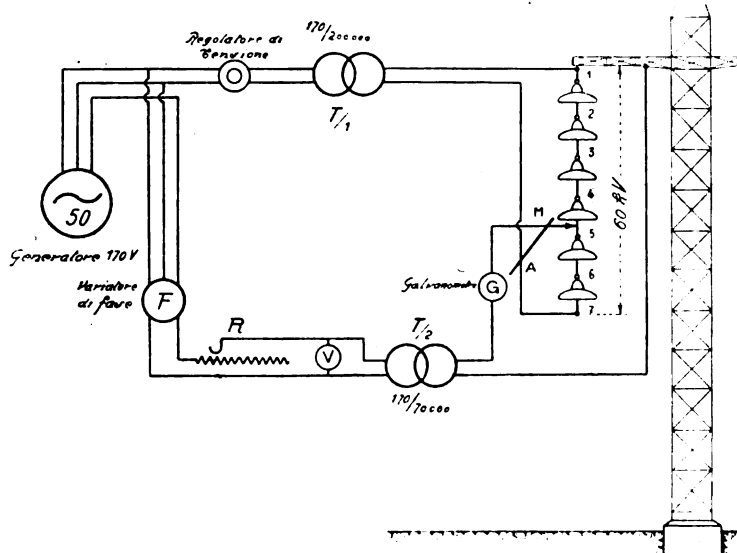 Regolatore di
Tensione
170/200000
T/1
1
2
3
4
5
6
7
60 KV
50
Generatore 170V
M
A
Galvanometro
G
Variatore
di fase
F
R
V
T/2
170/70000